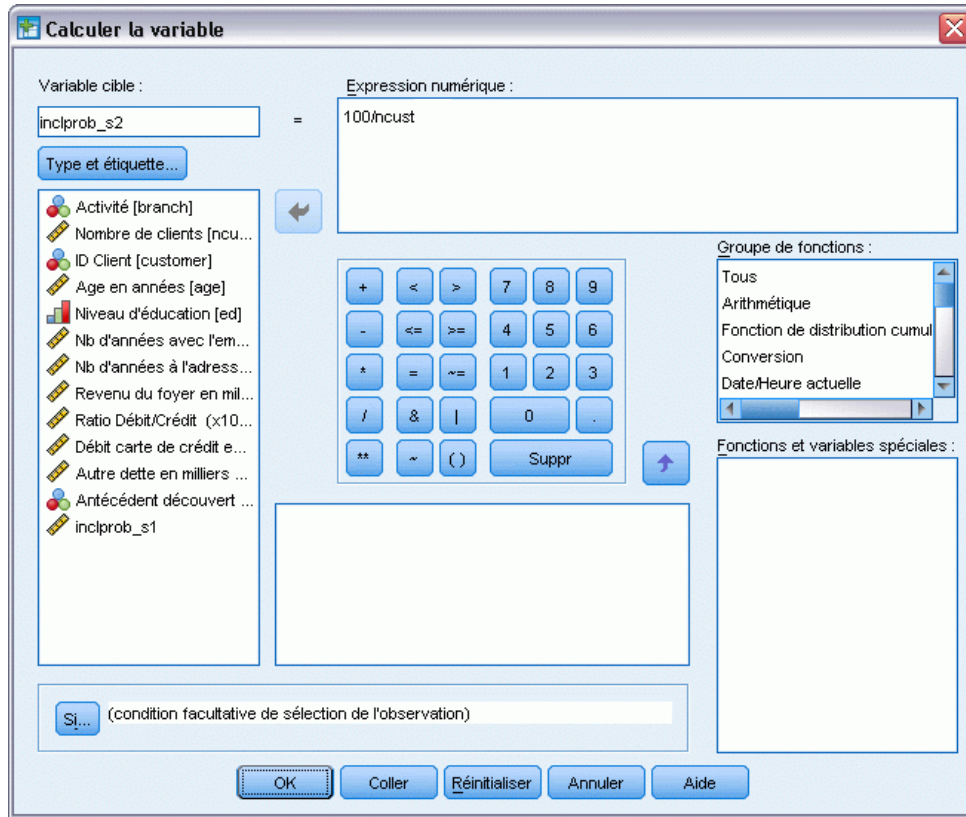 Calculer la variable
Variable cible :
Expression numérique :
inclprob_s2
=
100/ncust
Type et étiquette...
Activité [branch]
Nombre de clients [ncu...
ID Client [customer]
Age en années [age]
Niveau d'éducation [ed]
Nb d'années avec l'em...
Nb d'années à l'adress...
Revenu du foyer en mil...
Ratio Débit/Crédit (x10...
Débit carte de crédit e...
Autre dette en milliers ...
Antécédent découvert ...
inclprob_s1
+ < > 7 8 9
- <= >= 4 5 6
* = ~= 1 2 3
/ & | 0 .
** ~ ( ) Suppr
Groupe de fonctions :
Tous
Arithmétique
Fonction de distribution cumul
Conversion
Date/Heure actuelle
Fonctions et variables spéciales :
Si... (condition facultative de sélection de l'observation)
OK Coller Réinitialiser Annuler Aide